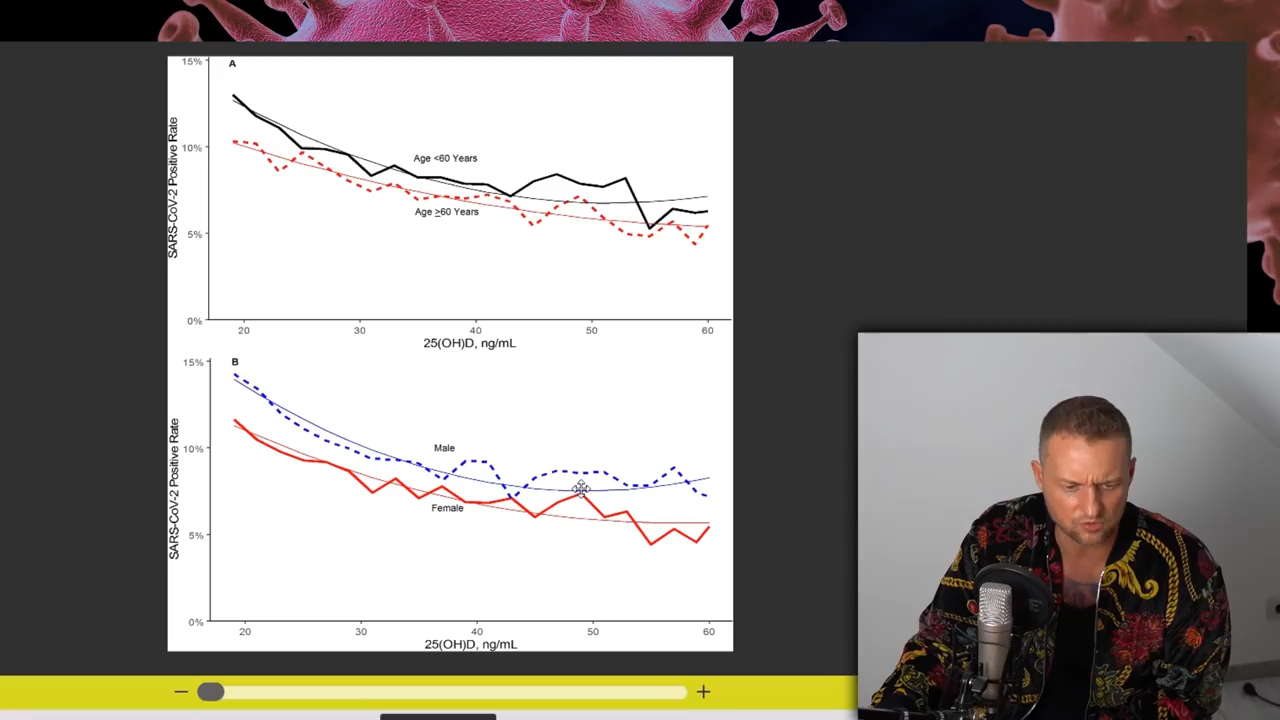 A
15%
10%
5%
0%
SARS-CoV-2 Positive Rate
Age <60 Years
Age ≥60 Years
20 30 40 50 60
25(OH)D, ng/mL
B
15%
10%
5%
0%
SARS-CoV-2 Positive Rate
Male
Female
20 30 40 50 60
25(OH)D, ng/mL